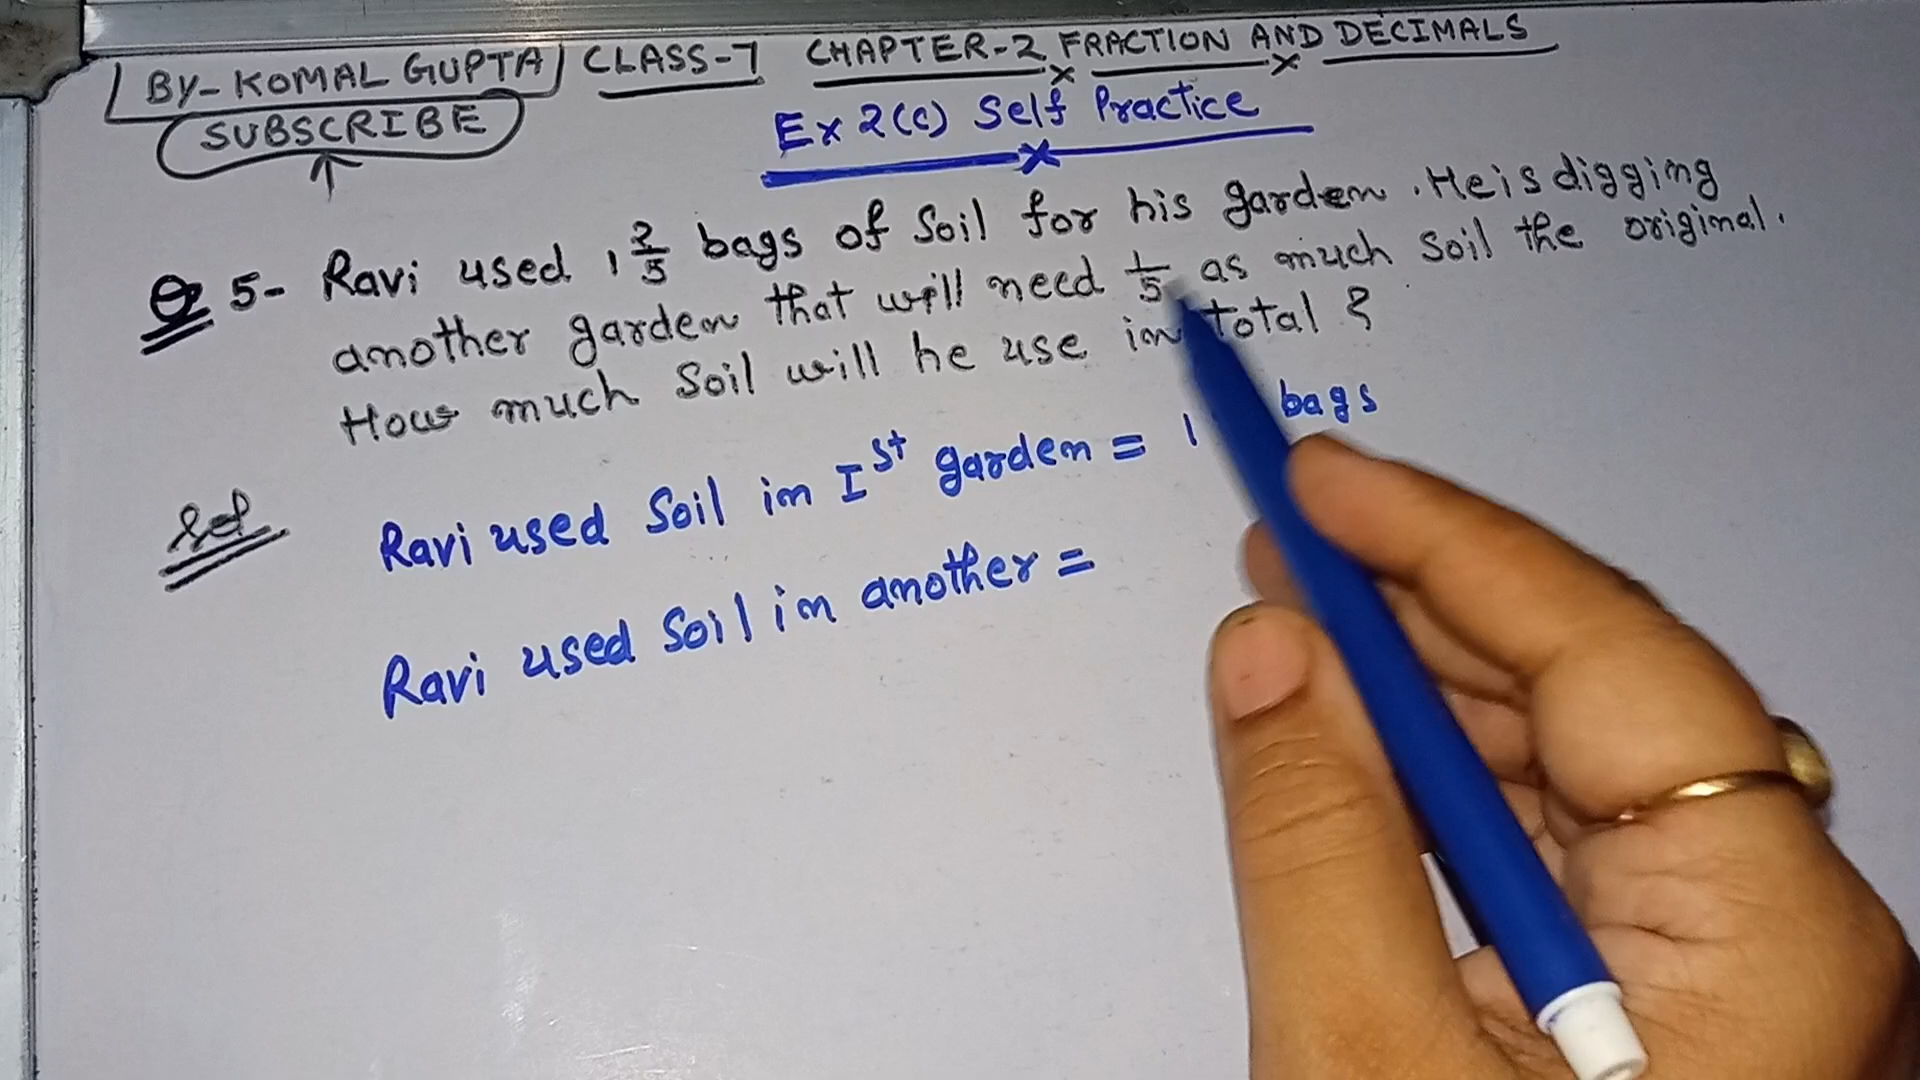 BY-KOMAL GUPTA CLASS-7 CHAPTER-2 FRACTION AND DECIMALS
SUBSCRIBE
Ex 2(c) Self Practice
Q 5- Ravi used 1 2/5 bags of Soil for his garden. He is digging
another garden that will need 1/5 as much soil the original.
How much Soil will he use in total?
Sol
Ravi used Soil in Ist garden = 1 bags
Ravi used Soil in another =